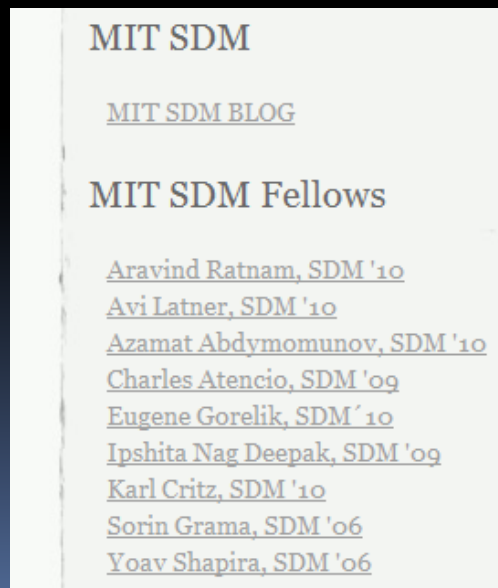 MIT SDM
MIT SDM BLOG
MIT SDM Fellows
Aravind Ratnam, SDM '10
Avi Latner, SDM '10
Azamat Abdymomunov, SDM '10
Charles Atencio, SDM '09
Eugene Gorelik, SDM´10
Ipshita Nag Deepak, SDM '09
Karl Critz, SDM '10
Sorin Grama, SDM '06
Yoav Shapira, SDM '06